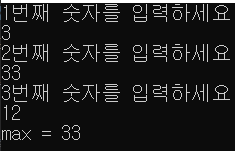 1번째 숫자를 입력하세요
3
2번째 숫자를 입력하세요
33
3번째 숫자를 입력하세요
12
max = 33